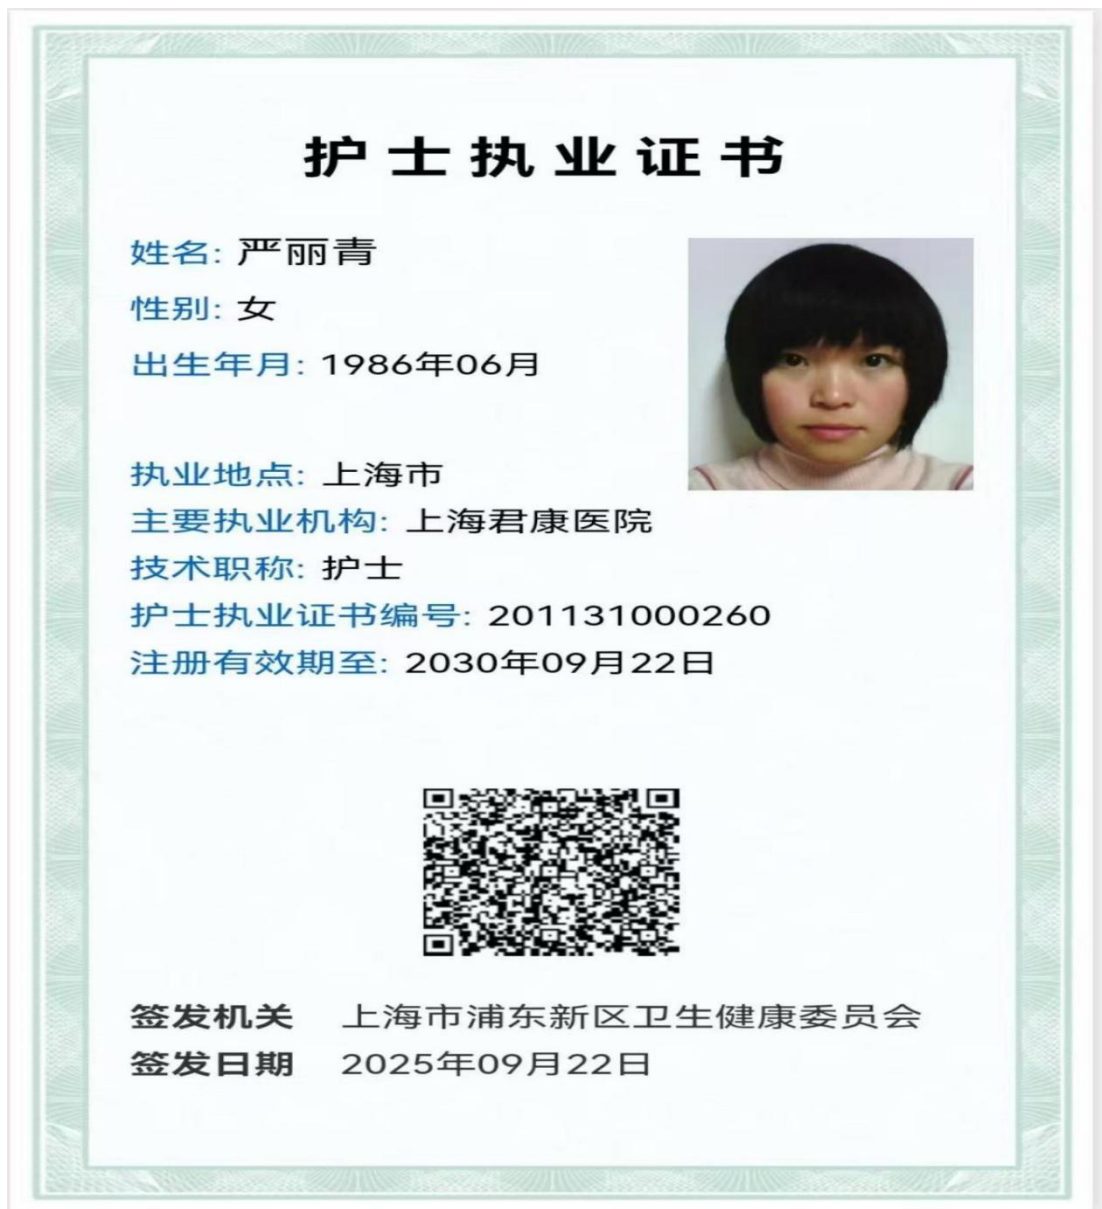 护士执业证书
姓名: 严丽青
性别: 女
出生年月: 1986年06月
执业地点: 上海市
主要执业机构: 上海君康医院
技术职称: 护士
护士执业证书编号: 201131000260
注册有效期至: 2030年09月22日
签发机关 上海市浦东新区卫生健康委员会
签发日期 2025年09月22日